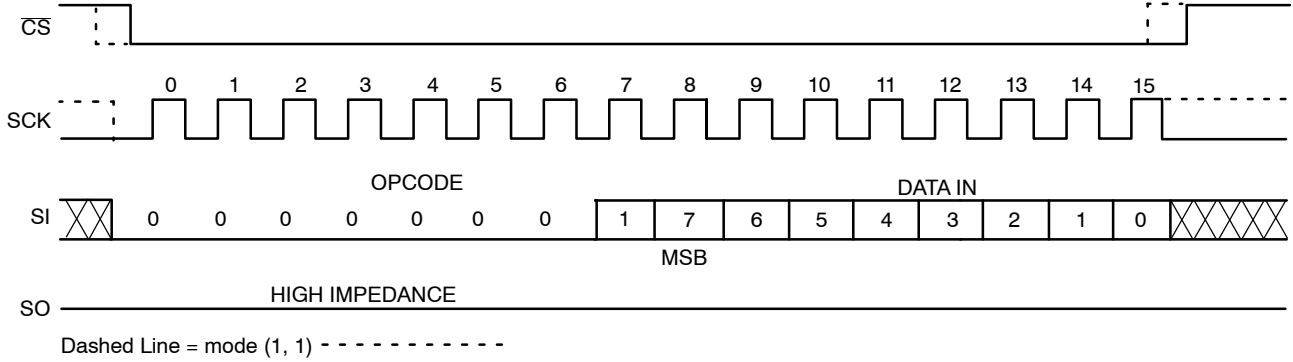 CS
0 1 2 3 4 5 6 7 8 9 10 11 12 13 14 15
SCK
OPCODE DATA IN
SI 0 0 0 0 0 0 0 1 7 6 5 4 3 2 1 0
MSB
HIGH IMPEDANCE
SO
Dashed Line = mode (1, 1)